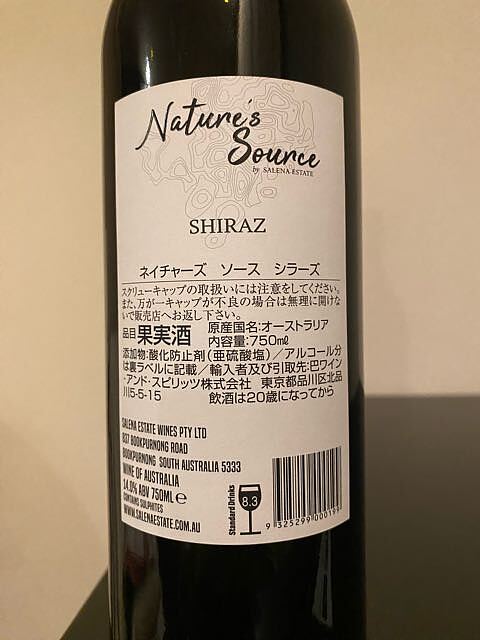 Nature's
Source
by SALENA ESTATE
SHIRAZ
ネイチャーズ ソース シラーズ
スクリューキャップの取扱いには注意をしてください。
また、万が一キャップが不良の場合は無理に開けな
いで販売店へお返し下さい。
品目 果実酒 原産国名:オーストラリア
内容量:750㎖
添加物:酸化防止剤(亜硫酸塩)/アルコール分
は裏ラベルに記載/輸入者及び引取先:巴ワイン
・アンド・スピリッツ株式会社 東京都品川区北品
川5-5-15 飲酒は20歳になってから
SALENA ESTATE WINES PTY LTD
837 BOOKPURNONG ROAD
BOOKPURNONG SOUTH AUSTRALIA 5333
WINE OF AUSTRALIA
14.0% ABV 750ML ℮
CONTAINS SULPHITES
WWW.SALENAESTATE.COM.AU
Standard Drinks
8.3